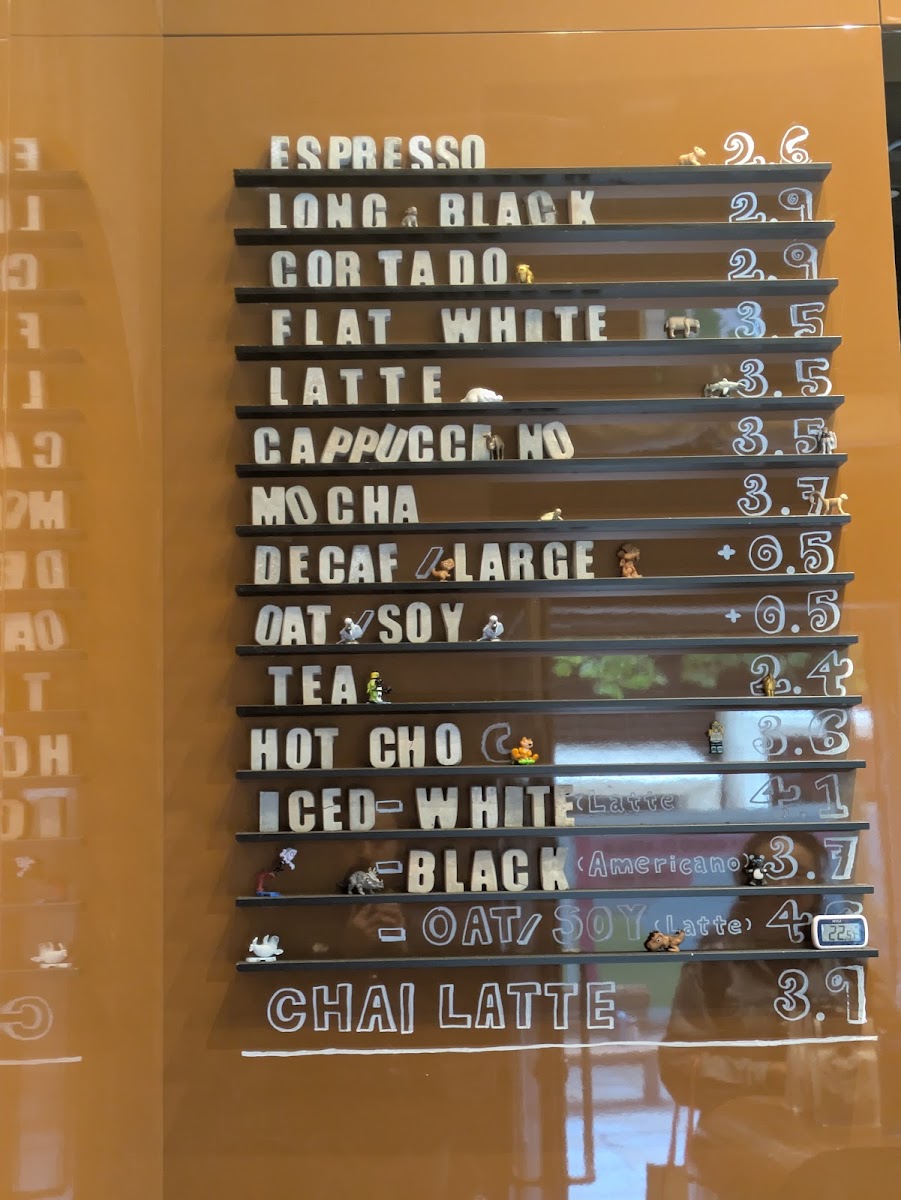 ESPRESSO 2.6
LONG BLACK 2.9
CORTADO 2.9
FLAT WHITE 3.5
LATTE 3.5
CAPPUCC NO 3.5
MOCHA 3.7
DECAF / LARGE + 0.5
OAT / SOY + 0.5
TEA 2.4
HOT CHOC 3.6
ICED - WHITE (Latte 4.1
- BLACK (Americano) 3.7
- OAT / SOY (Latte)
CHAI LATTE 3.9